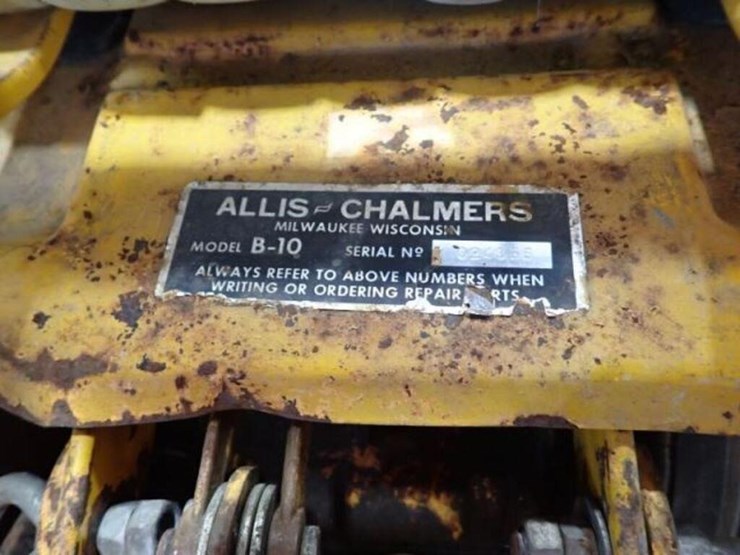 ALLIS-CHALMERS
MILWAUKEE WISCONSIN
MODEL B-10 SERIAL Nº
ALWAYS REFER TO ABOVE NUMBERS WHEN
WRITING OR ORDERING REPAIR